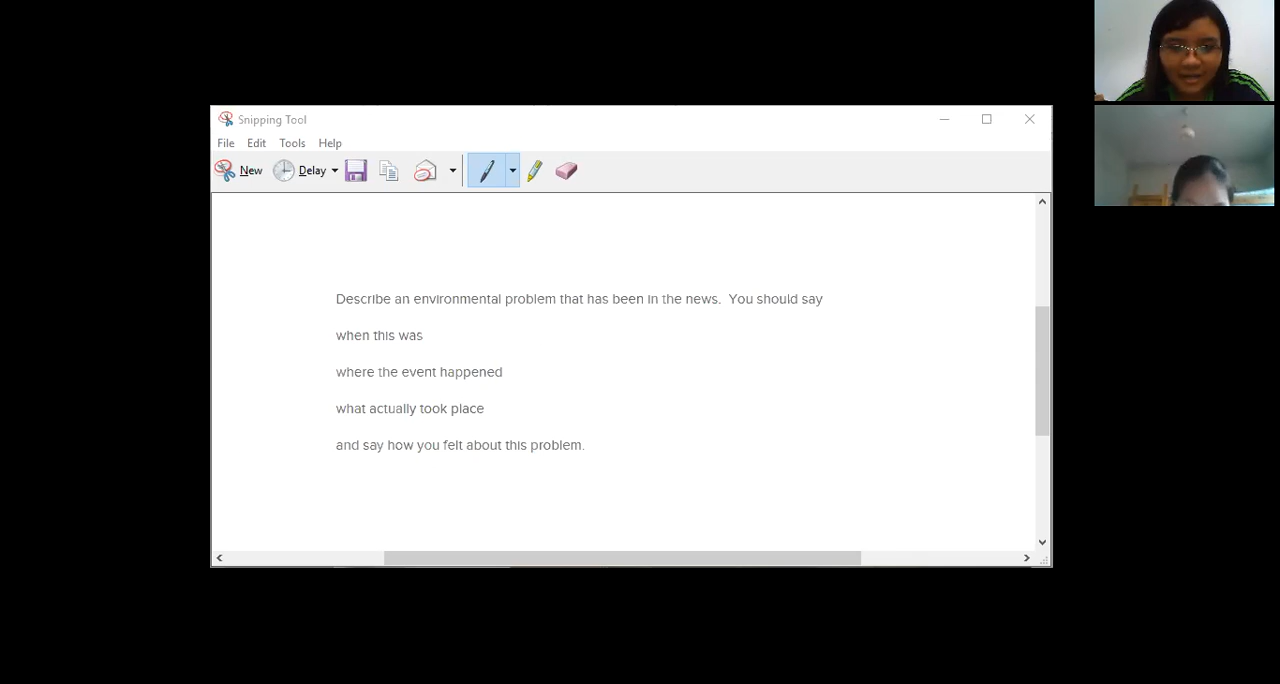 Snipping Tool
File Edit Tools Help
New Delay
Describe an environmental problem that has been in the news. You should say
when this was
where the event happened
what actually took place
and say how you felt about this problem.